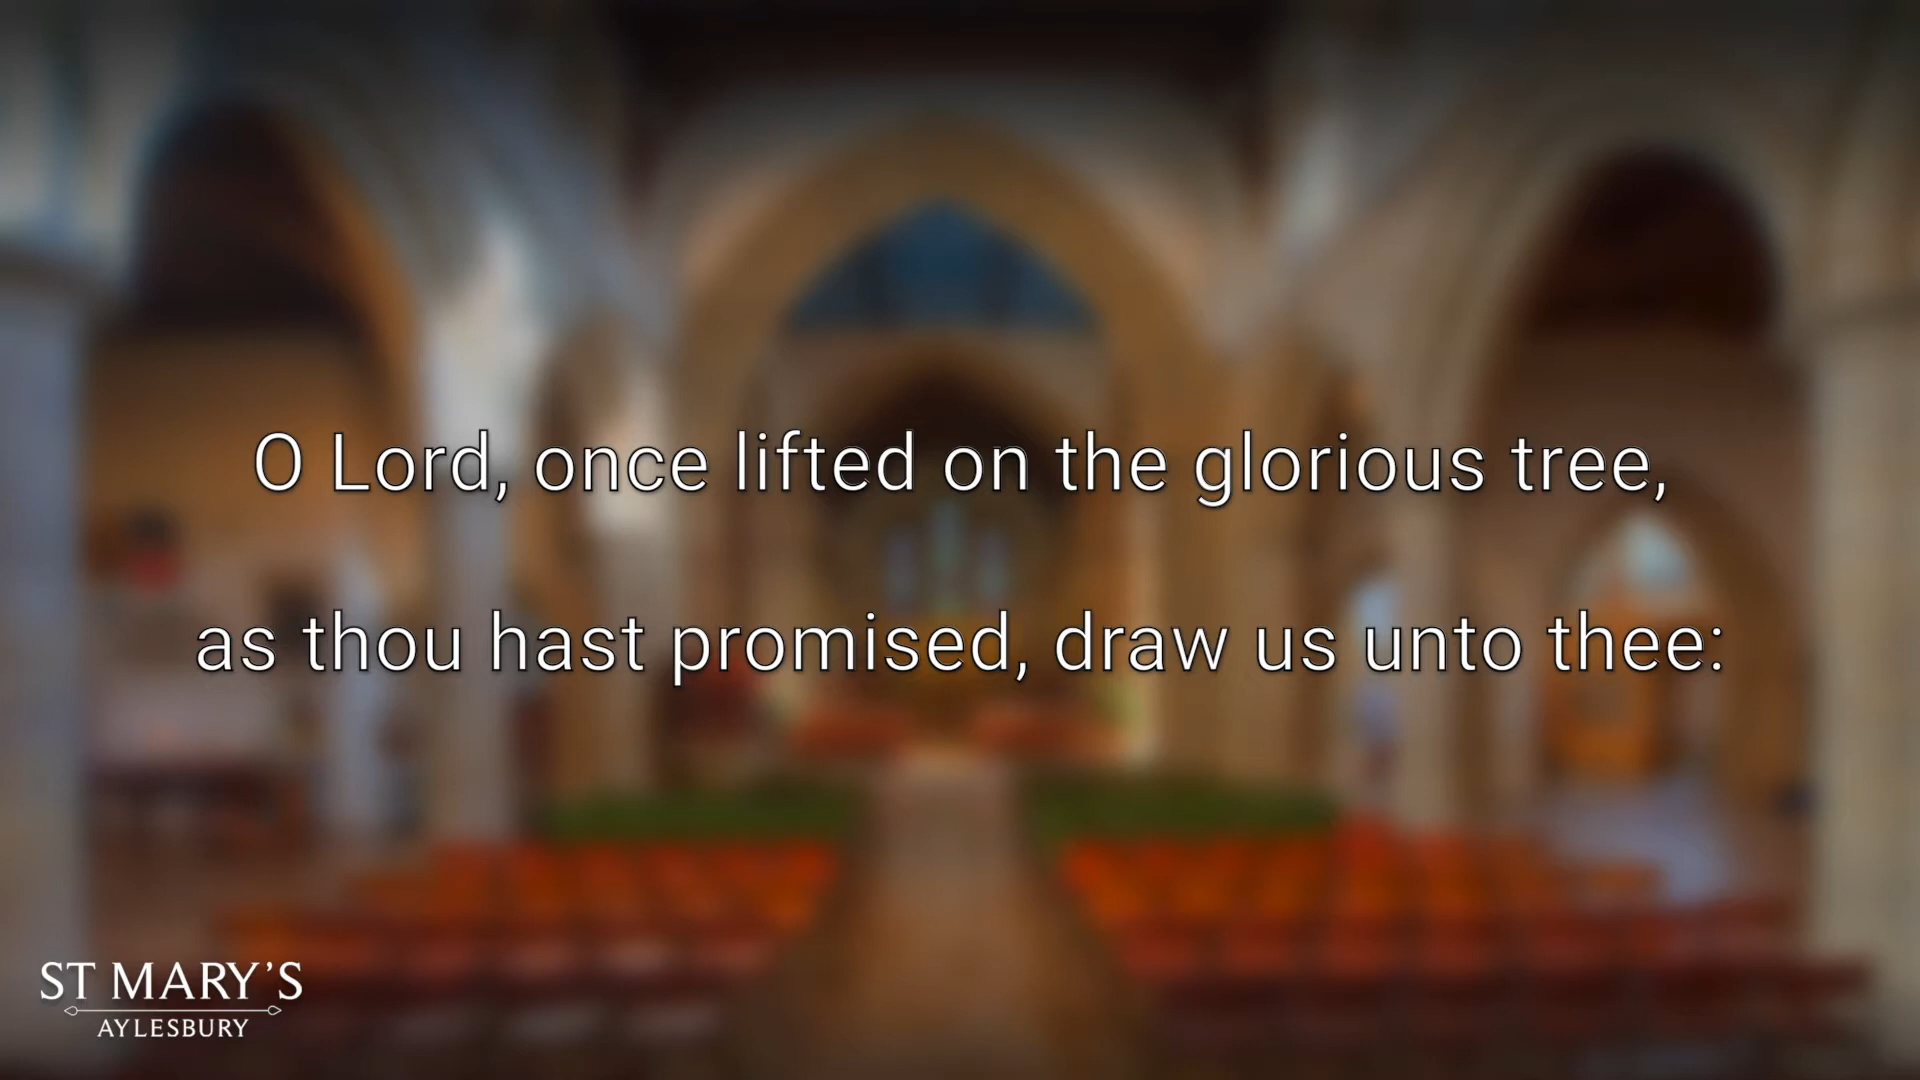 O Lord, once lifted on the glorious tree,
as thou hast promised, draw us unto thee:
ST MARY'S
AYLESBURY